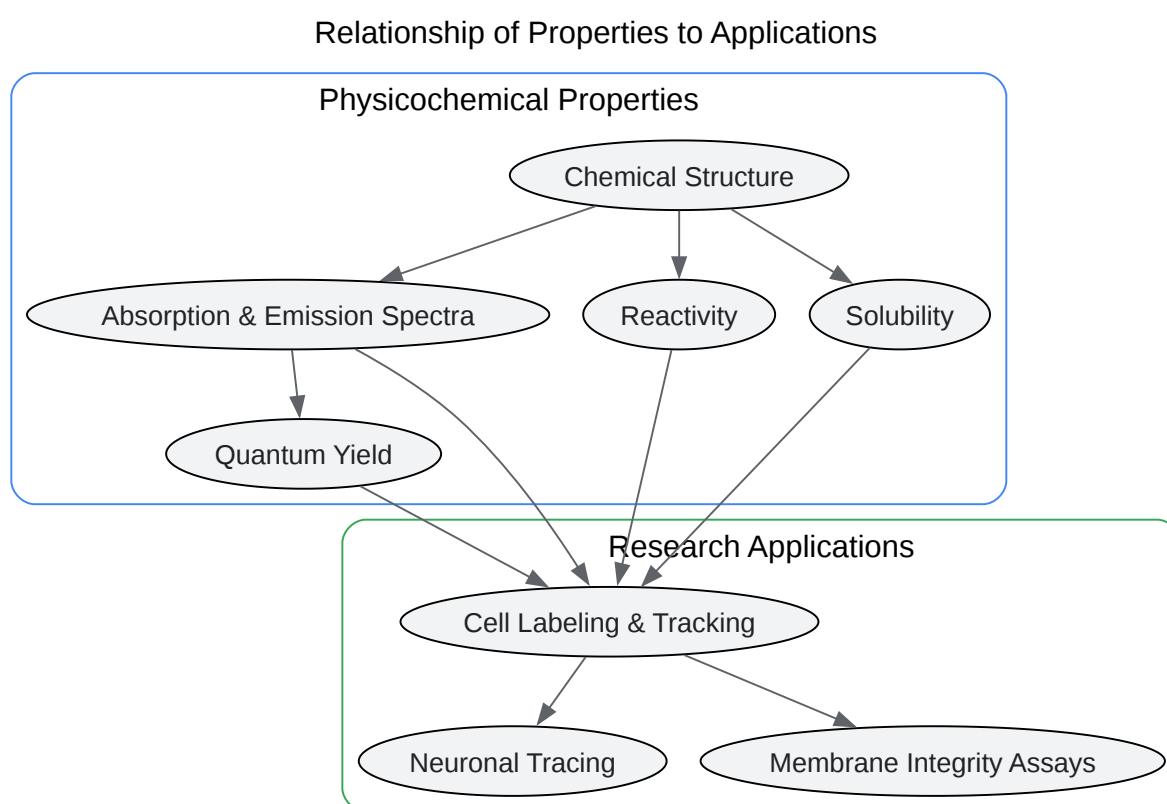 Relationship of Properties to Applications
Physicochemical Properties
Chemical Structure
Absorption & Emission Spectra
Reactivity
Solubility
Quantum Yield
Research Applications
Cell Labeling & Tracking
Neuronal Tracing
Membrane Integrity Assays